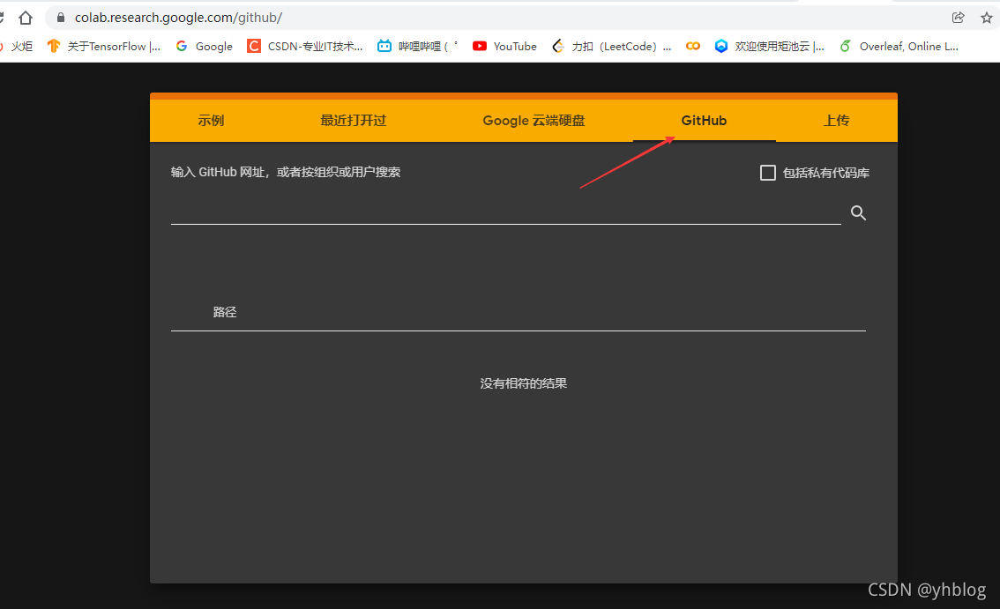 colab.research.google.com/github/
火炬 关于TensorFlow |... Google CSDN-专业IT技术... 哔哩哔哩 ( ゜ YouTube 力扣（LeetCode）... 欢迎使用矩池云 |... Overleaf, Online L...
示例 最近打开过 Google 云端硬盘 GitHub 上传
输入 GitHub 网址，或者按组织或用户搜索 包括私有代码库
路径
没有相符的结果
CSDN @yhblog